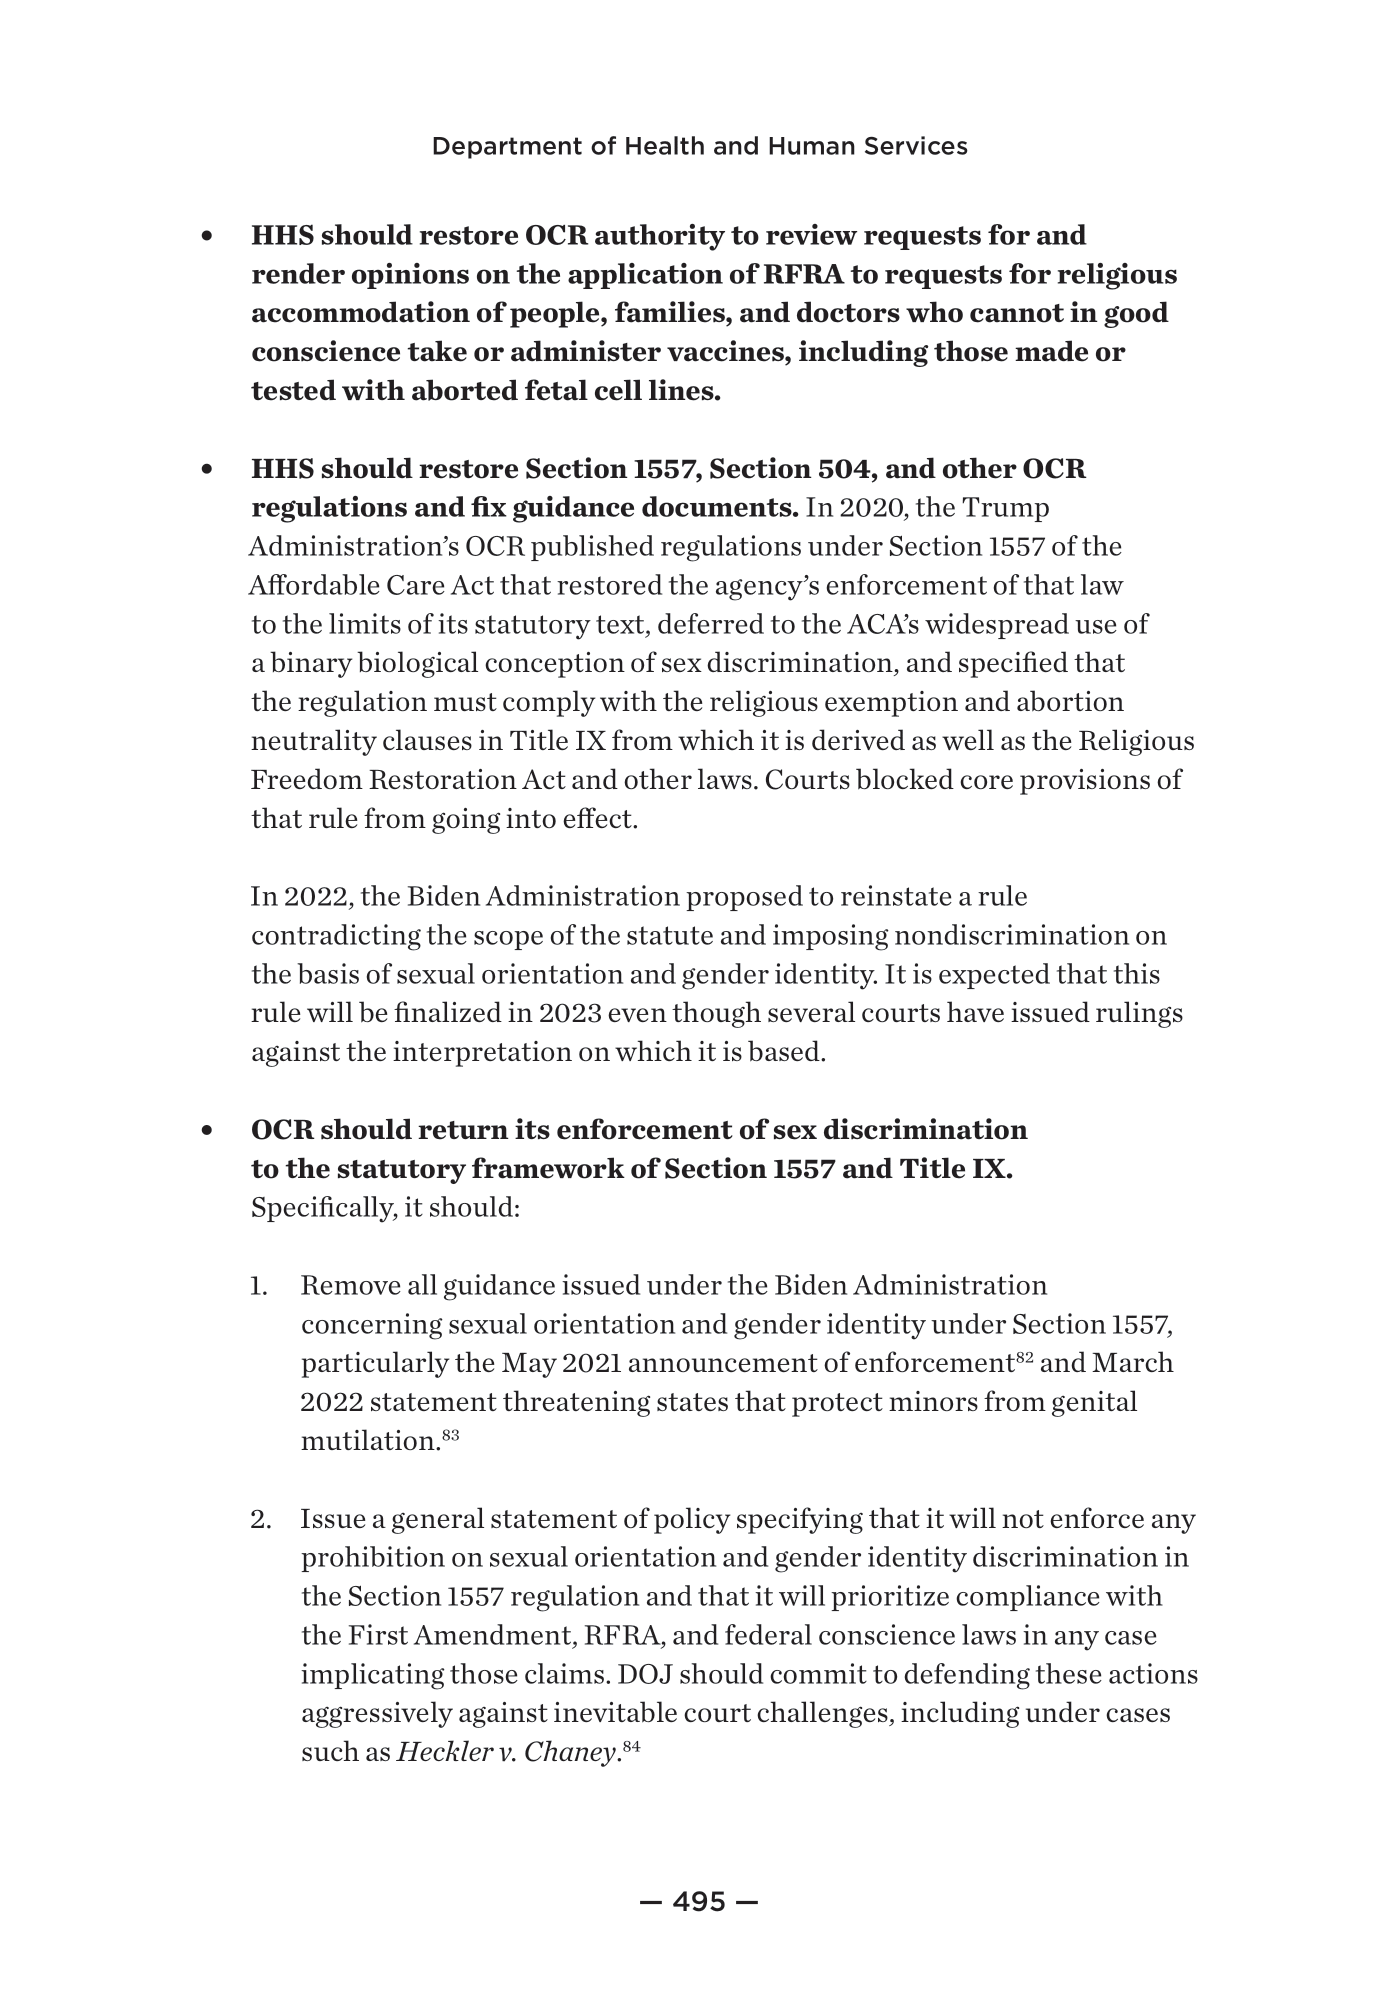 Department of Health and Human Services
• HHS should restore OCR authority to review requests for and
render opinions on the application of RFRA to requests for religious
accommodation of people, families, and doctors who cannot in good
conscience take or administer vaccines, including those made or
tested with aborted fetal cell lines.
• HHS should restore Section 1557, Section 504, and other OCR
regulations and fix guidance documents. In 2020, the Trump
Administration’s OCR published regulations under Section 1557 of the
Affordable Care Act that restored the agency’s enforcement of that law
to the limits of its statutory text, deferred to the ACA’s widespread use of
a binary biological conception of sex discrimination, and specified that
the regulation must comply with the religious exemption and abortion
neutrality clauses in Title IX from which it is derived as well as the Religious
Freedom Restoration Act and other laws. Courts blocked core provisions of
that rule from going into effect.
In 2022, the Biden Administration proposed to reinstate a rule
contradicting the scope of the statute and imposing nondiscrimination on
the basis of sexual orientation and gender identity. It is expected that this
rule will be finalized in 2023 even though several courts have issued rulings
against the interpretation on which it is based.
• OCR should return its enforcement of sex discrimination
to the statutory framework of Section 1557 and Title IX.
Specifically, it should:
1. Remove all guidance issued under the Biden Administration
concerning sexual orientation and gender identity under Section 1557,
particularly the May 2021 announcement of enforcement⁸² and March
2022 statement threatening states that protect minors from genital
mutilation.⁸³
2. Issue a general statement of policy specifying that it will not enforce any
prohibition on sexual orientation and gender identity discrimination in
the Section 1557 regulation and that it will prioritize compliance with
the First Amendment, RFRA, and federal conscience laws in any case
implicating those claims. DOJ should commit to defending these actions
aggressively against inevitable court challenges, including under cases
such as Heckler v. Chaney.⁸⁴
— 495 —